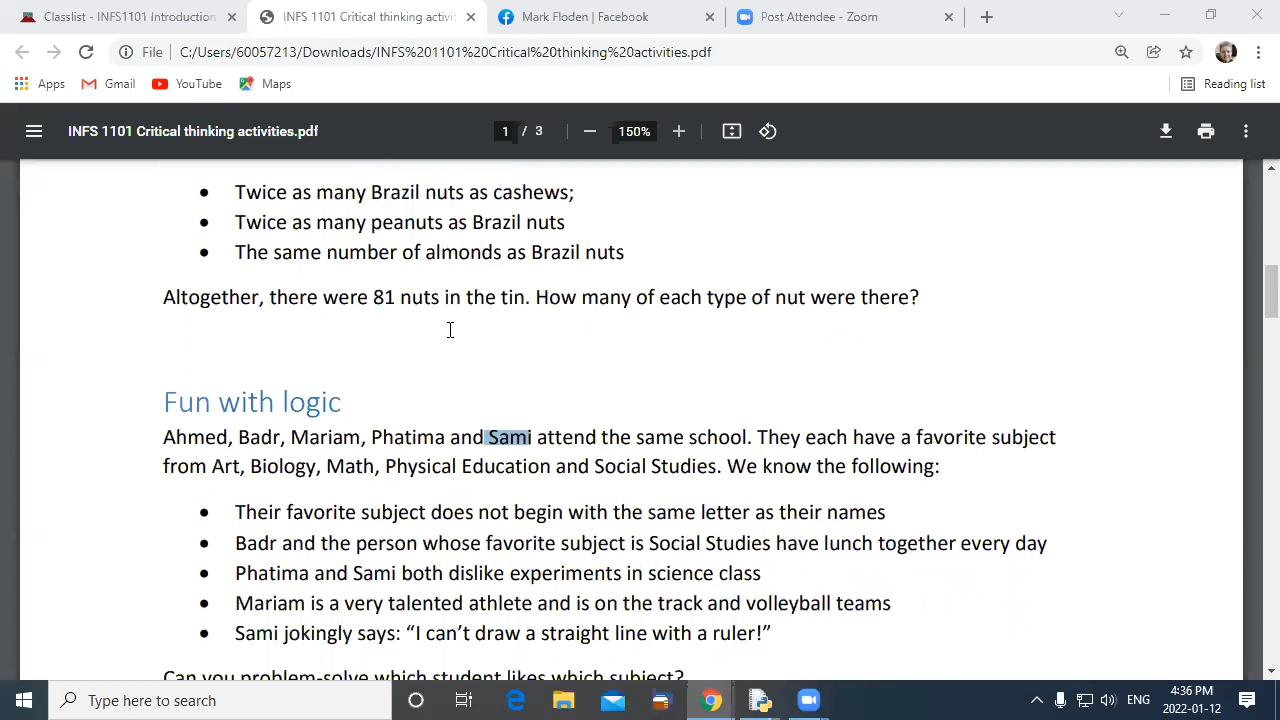 Classlist - INFS1101 Introduction
INFS 1101 Critical thinking activi
Mark Floden | Facebook
Post Attendee - Zoom
File
C:/Users/60057213/Downloads/INFS%201101%20Critical%20thinking%20activities.pdf
Apps
Gmail
YouTube
Maps
Reading list
INFS 1101 Critical thinking activities.pdf
1 / 3
150%
• Twice as many Brazil nuts as cashews;
• Twice as many peanuts as Brazil nuts
• The same number of almonds as Brazil nuts
Altogether, there were 81 nuts in the tin. How many of each type of nut were there?
Fun with logic
Ahmed, Badr, Mariam, Phatima and Sami attend the same school. They each have a favorite subject
from Art, Biology, Math, Physical Education and Social Studies. We know the following:
• Their favorite subject does not begin with the same letter as their names
• Badr and the person whose favorite subject is Social Studies have lunch together every day
• Phatima and Sami both dislike experiments in science class
• Mariam is a very talented athlete and is on the track and volleyball teams
• Sami jokingly says: “I can’t draw a straight line with a ruler!”
Can you problem-solve which student likes which subject?
Type here to search
ENG
4:36 PM
2022-01-12